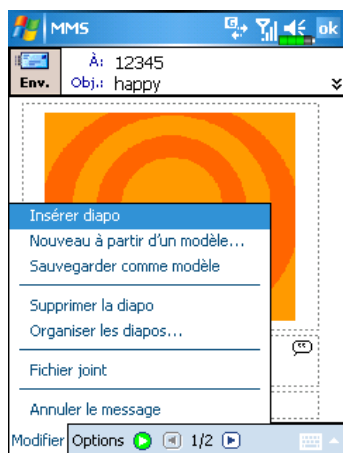 MMS ok
À: 12345
Env. Obj.: happy
Insérer diapo
Nouveau à partir d'un modèle...
Sauvegarder comme modèle
Supprimer la diapo
Organiser les diapos...
Fichier joint
Annuler le message
Modifier Options 1/2